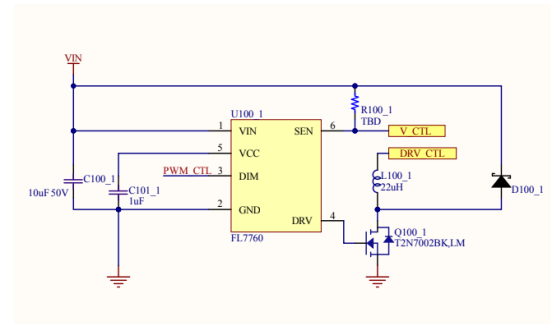 VIN
R100_1
TBD
U100_1
1
VIN
SEN
6
V_CTL
5
VCC
DRV_CTL
PWM_CTL
3
DIM
L100_1
22uH
C100_1
10uF 50V
C101_1
1uF
D100_1
2
GND
DRV
4
FL7760
Q100_1
T2N7002BK,LM